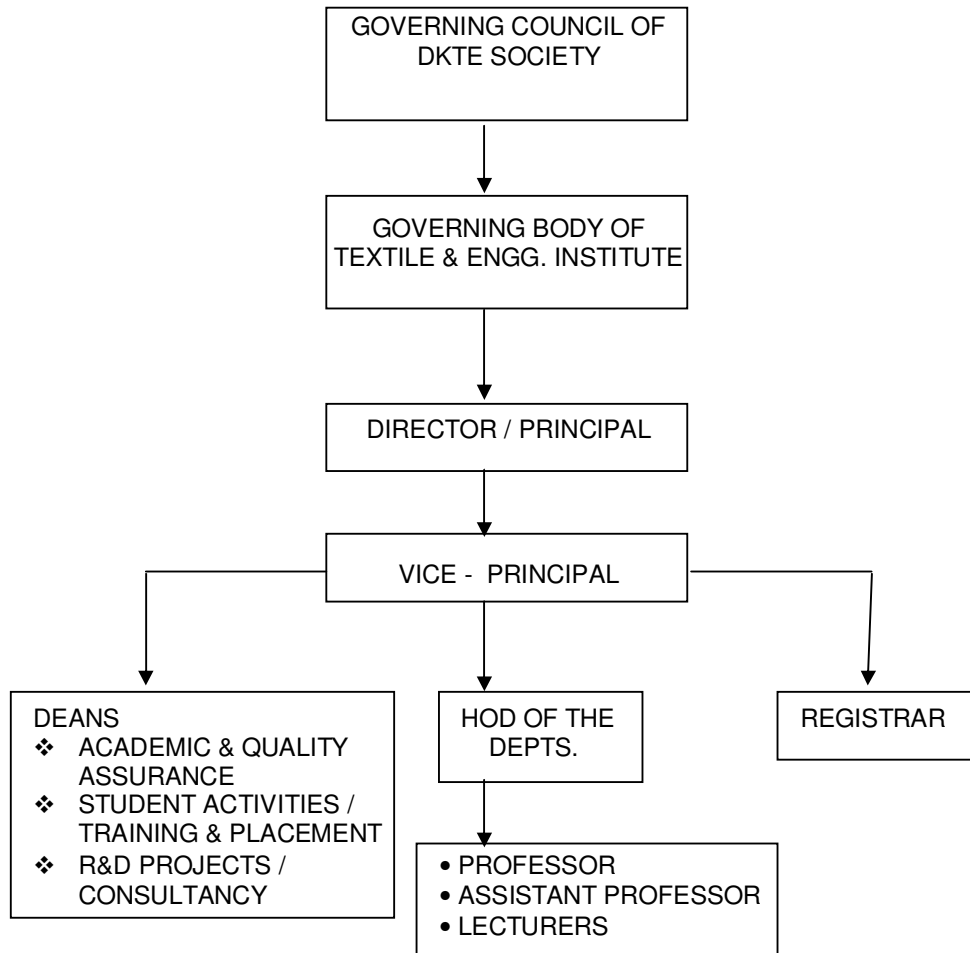 GOVERNING COUNCIL OF
DKTE SOCIETY
GOVERNING BODY OF
TEXTILE & ENGG. INSTITUTE
DIRECTOR / PRINCIPAL
VICE - PRINCIPAL
DEANS
❖ ACADEMIC & QUALITY
ASSURANCE
❖ STUDENT ACTIVITIES /
TRAINING & PLACEMENT
❖ R&D PROJECTS /
CONSULTANCY
HOD OF THE
DEPTS.
• PROFESSOR
• ASSISTANT PROFESSOR
• LECTURERS
REGISTRAR